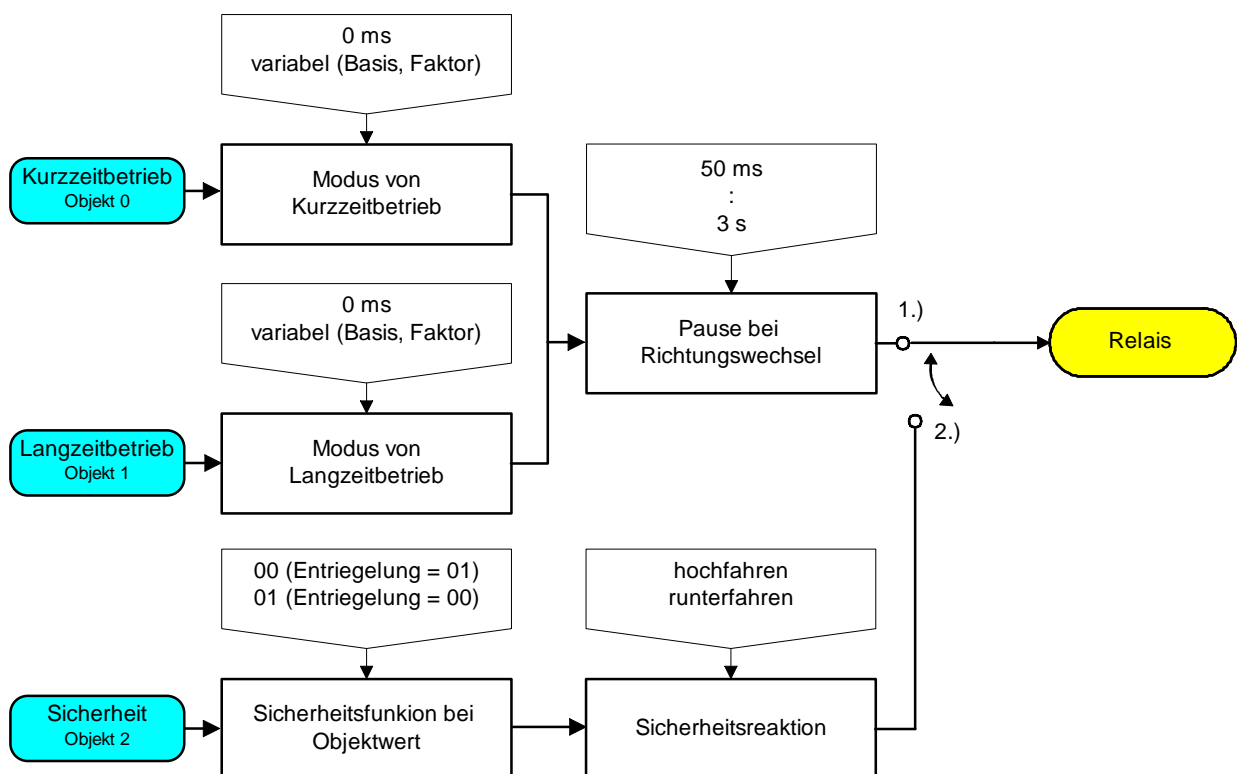 0 ms
variabel (Basis, Faktor)
Kurzzeitbetrieb
Objekt 0
Modus von
Kurzzeitbetrieb
50 ms
:
3 s
0 ms
variabel (Basis, Faktor)
Pause bei
Richtungswechsel
1.)
Relais
2.)
Langzeitbetrieb
Objekt 1
Modus von
Langzeitbetrieb
00 (Entriegelung = 01)
01 (Entriegelung = 00)
hochfahren
runterfahren
Sicherheit
Objekt 2
Sicherheitsfunkion bei
Objektwert
Sicherheitsreaktion